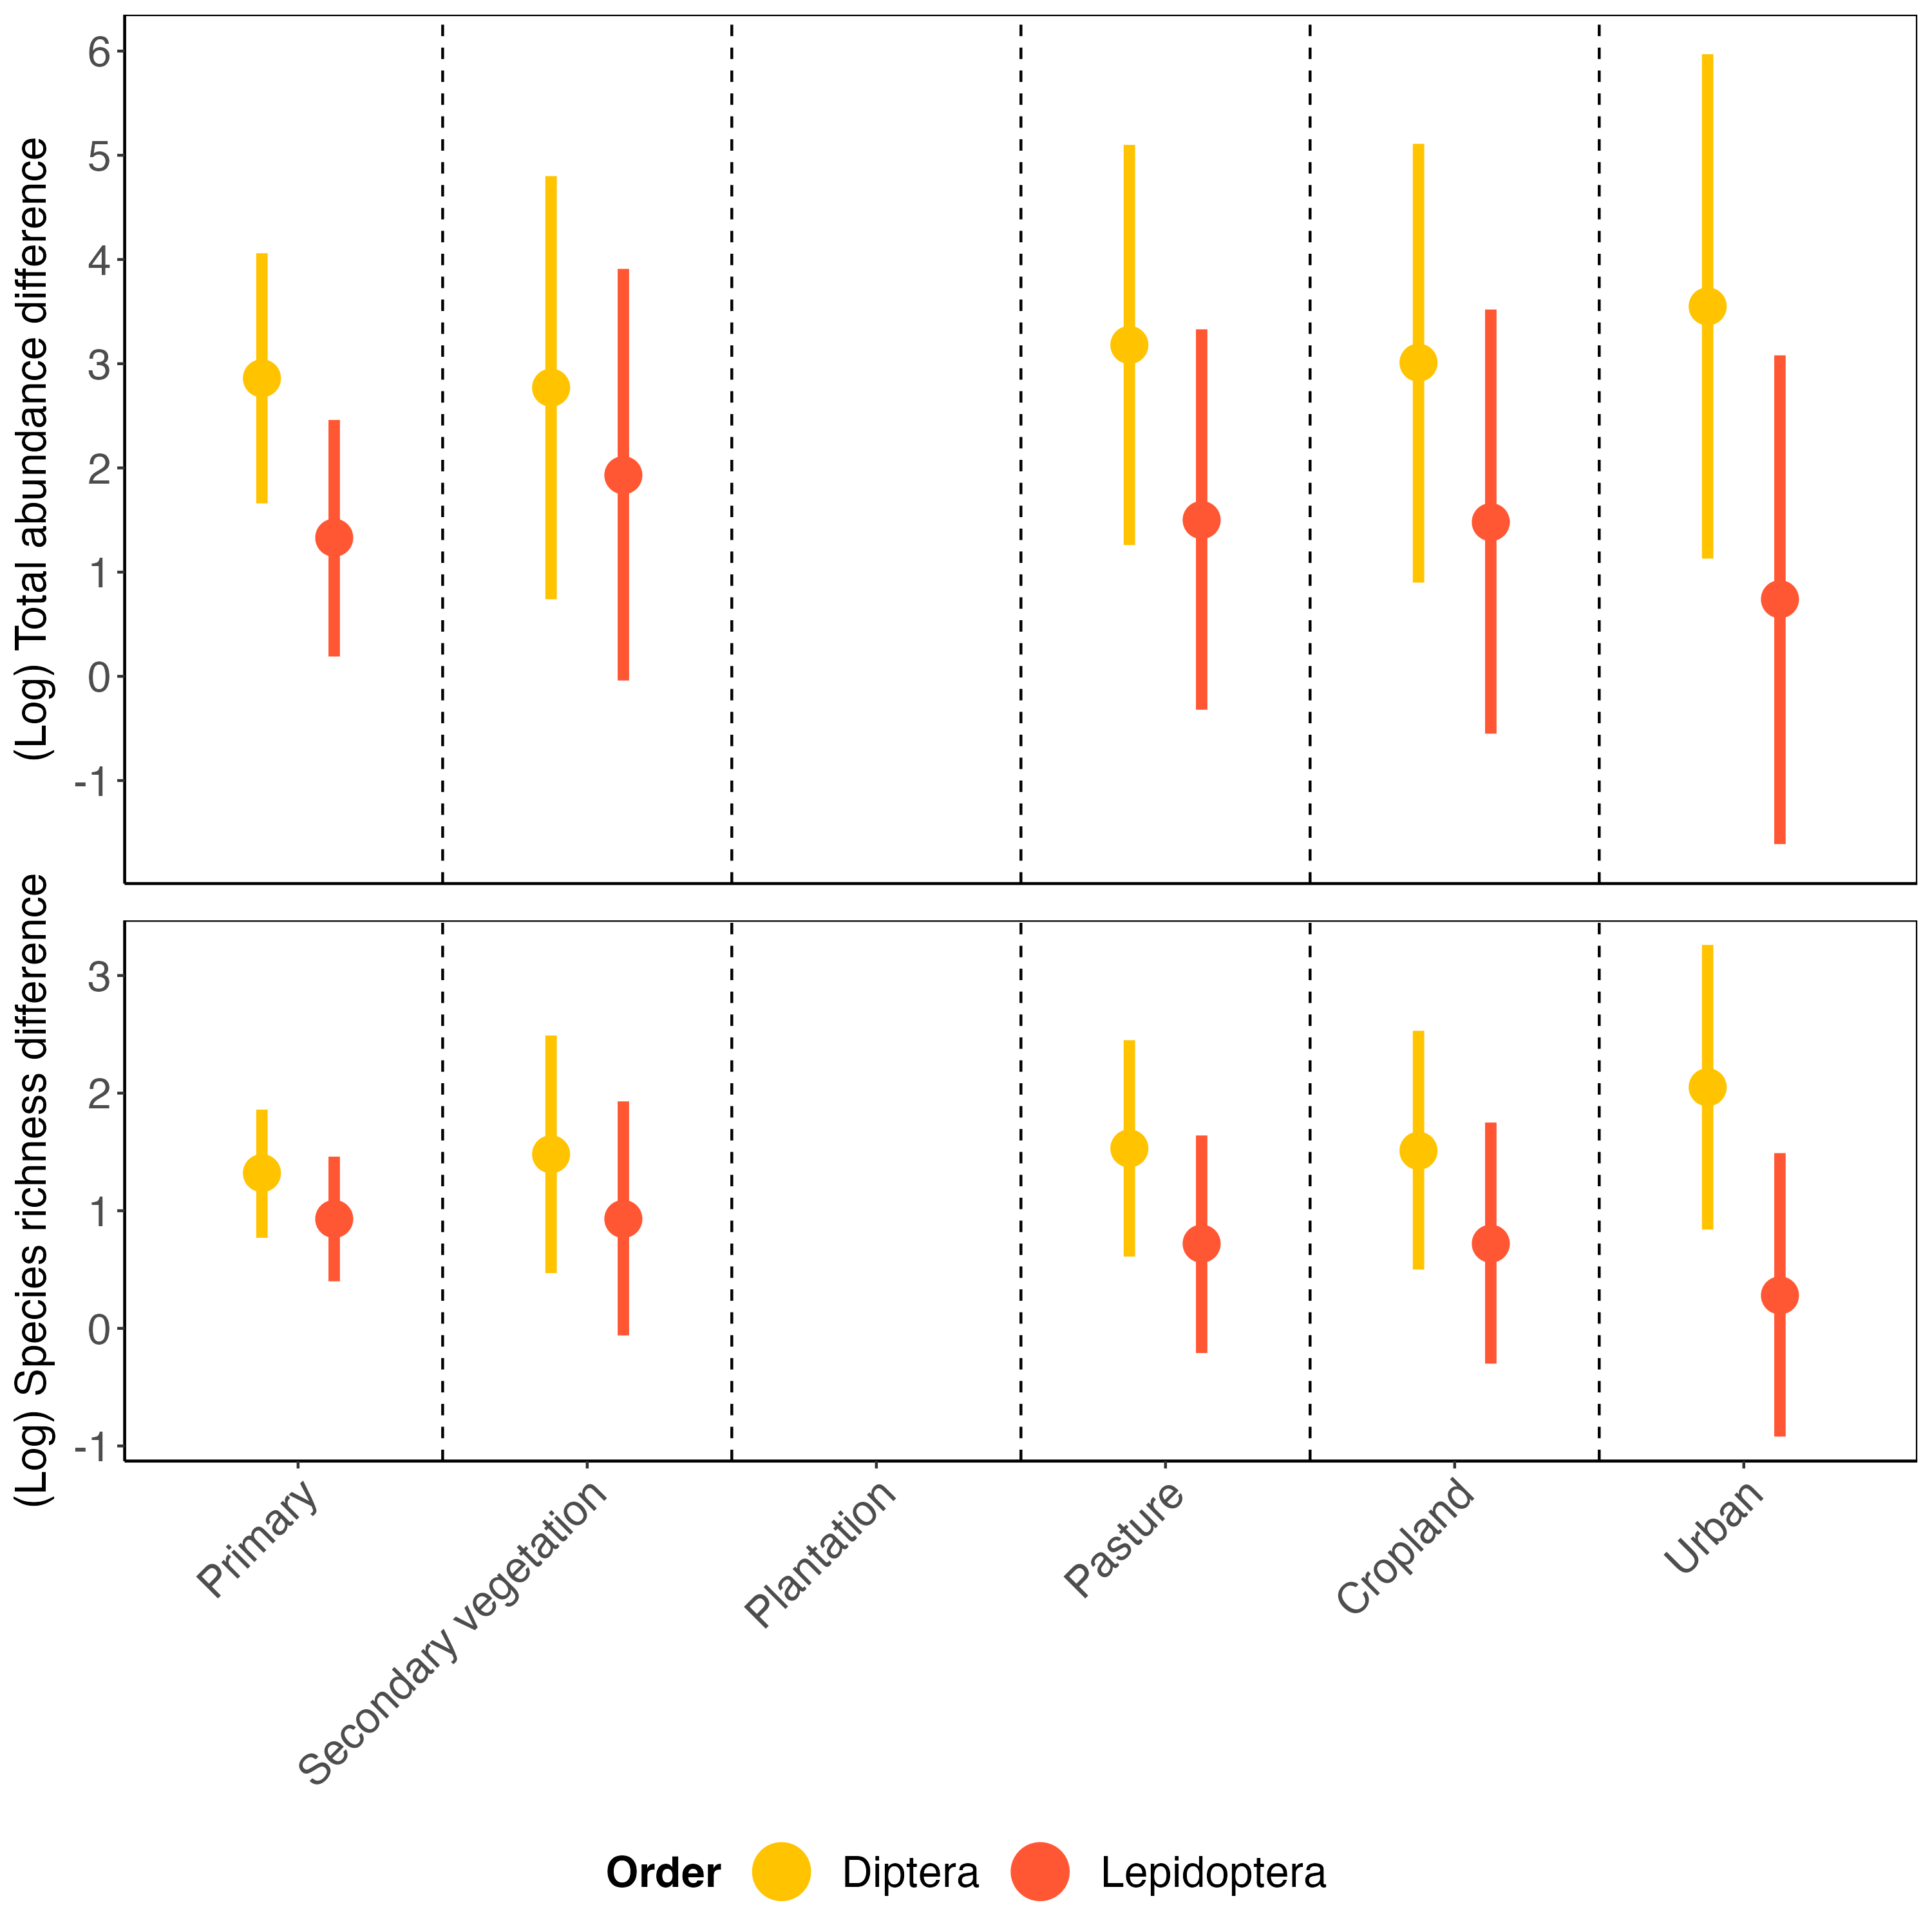 (Log) Total abundance difference
6
5
4
3
2
1
0
-1
(Log) Species richness difference
3
2
1
0
-1
Primary
Secondary vegetation
Plantation
Pasture
Cropland
Urban
Order Diptera Lepidoptera